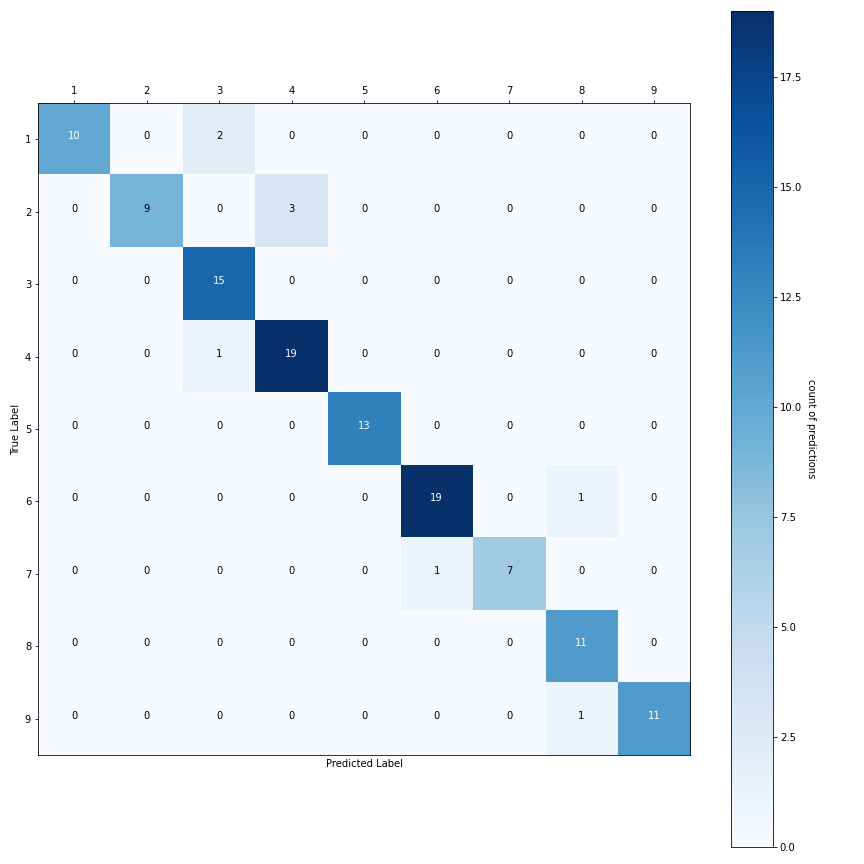 1 2 3 4 5 6 7 8 9
1 10 0 2 0 0 0 0 0 0
2 0 9 0 3 0 0 0 0 0
3 0 0 15 0 0 0 0 0 0
4 0 0 1 19 0 0 0 0 0
5 0 0 0 0 13 0 0 0 0
6 0 0 0 0 0 19 0 1 0
7 0 0 0 0 0 1 7 0 0
8 0 0 0 0 0 0 0 11 0
9 0 0 0 0 0 0 0 1 11
True Label
Predicted Label
17.5
15.0
12.5
10.0
7.5
5.0
2.5
0.0
count of predictions